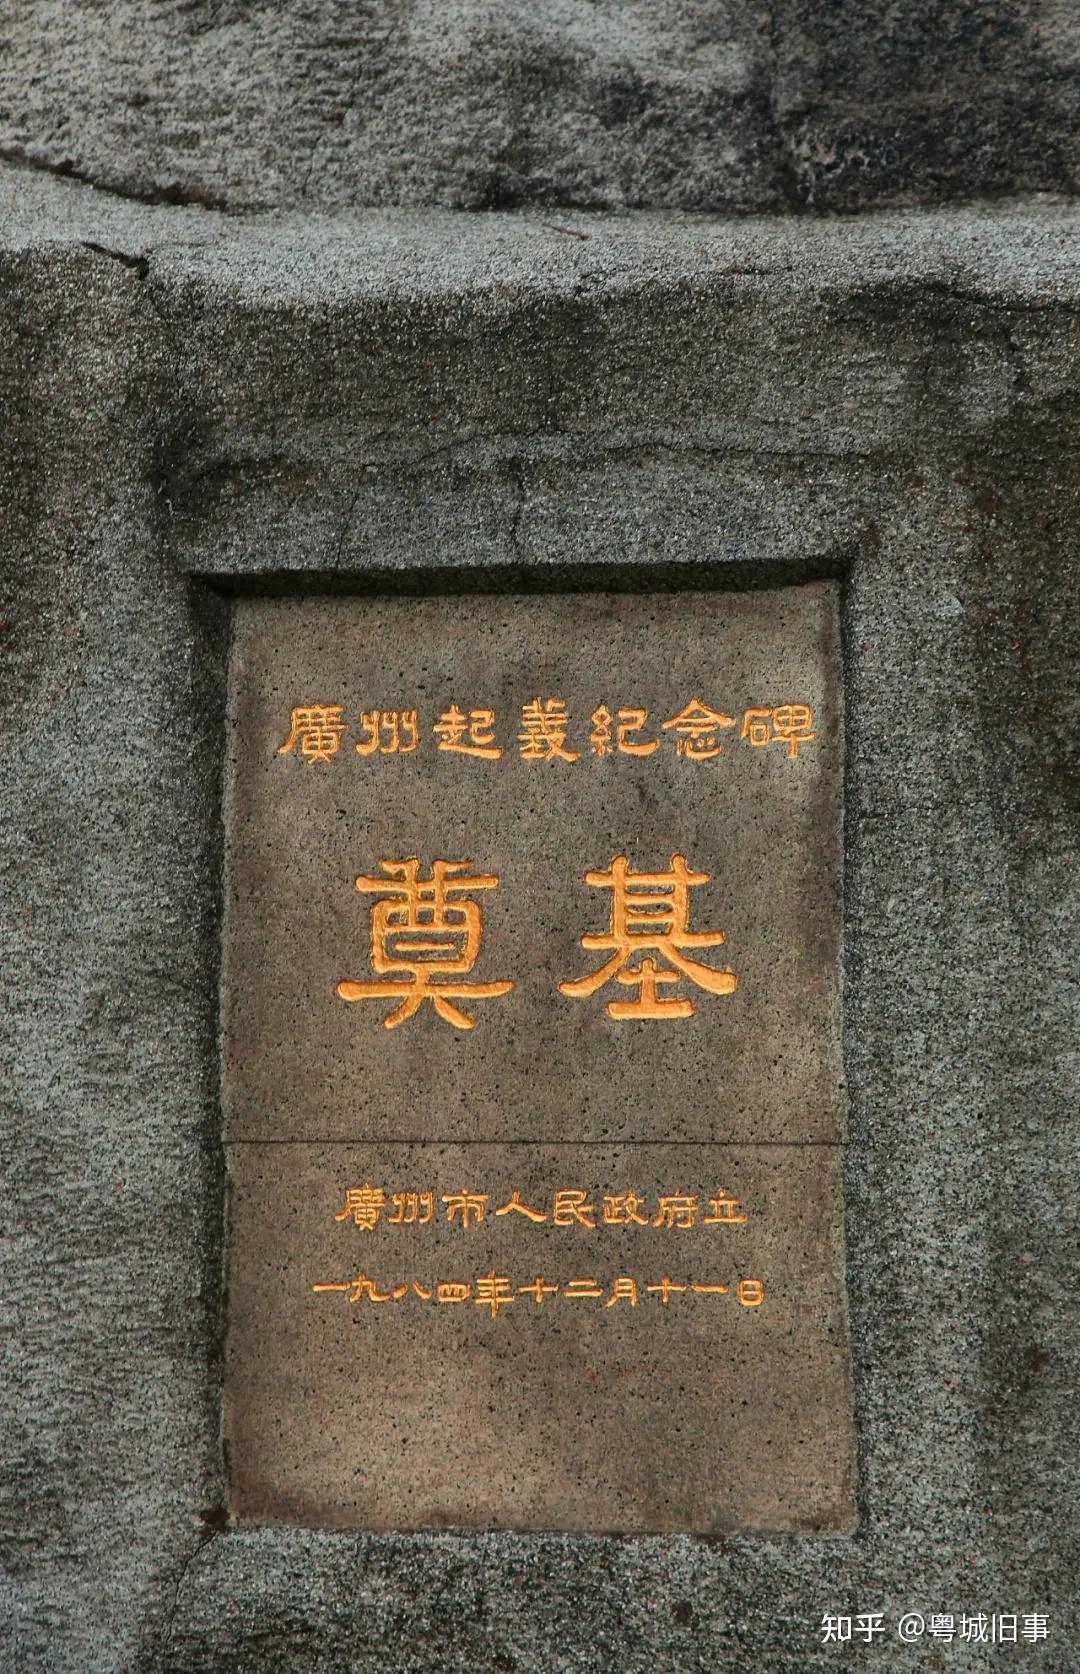 廣州起義紀念碑
奠基
廣州市人民政府立
一九八四年十二月十一日
知乎 @粤城旧事